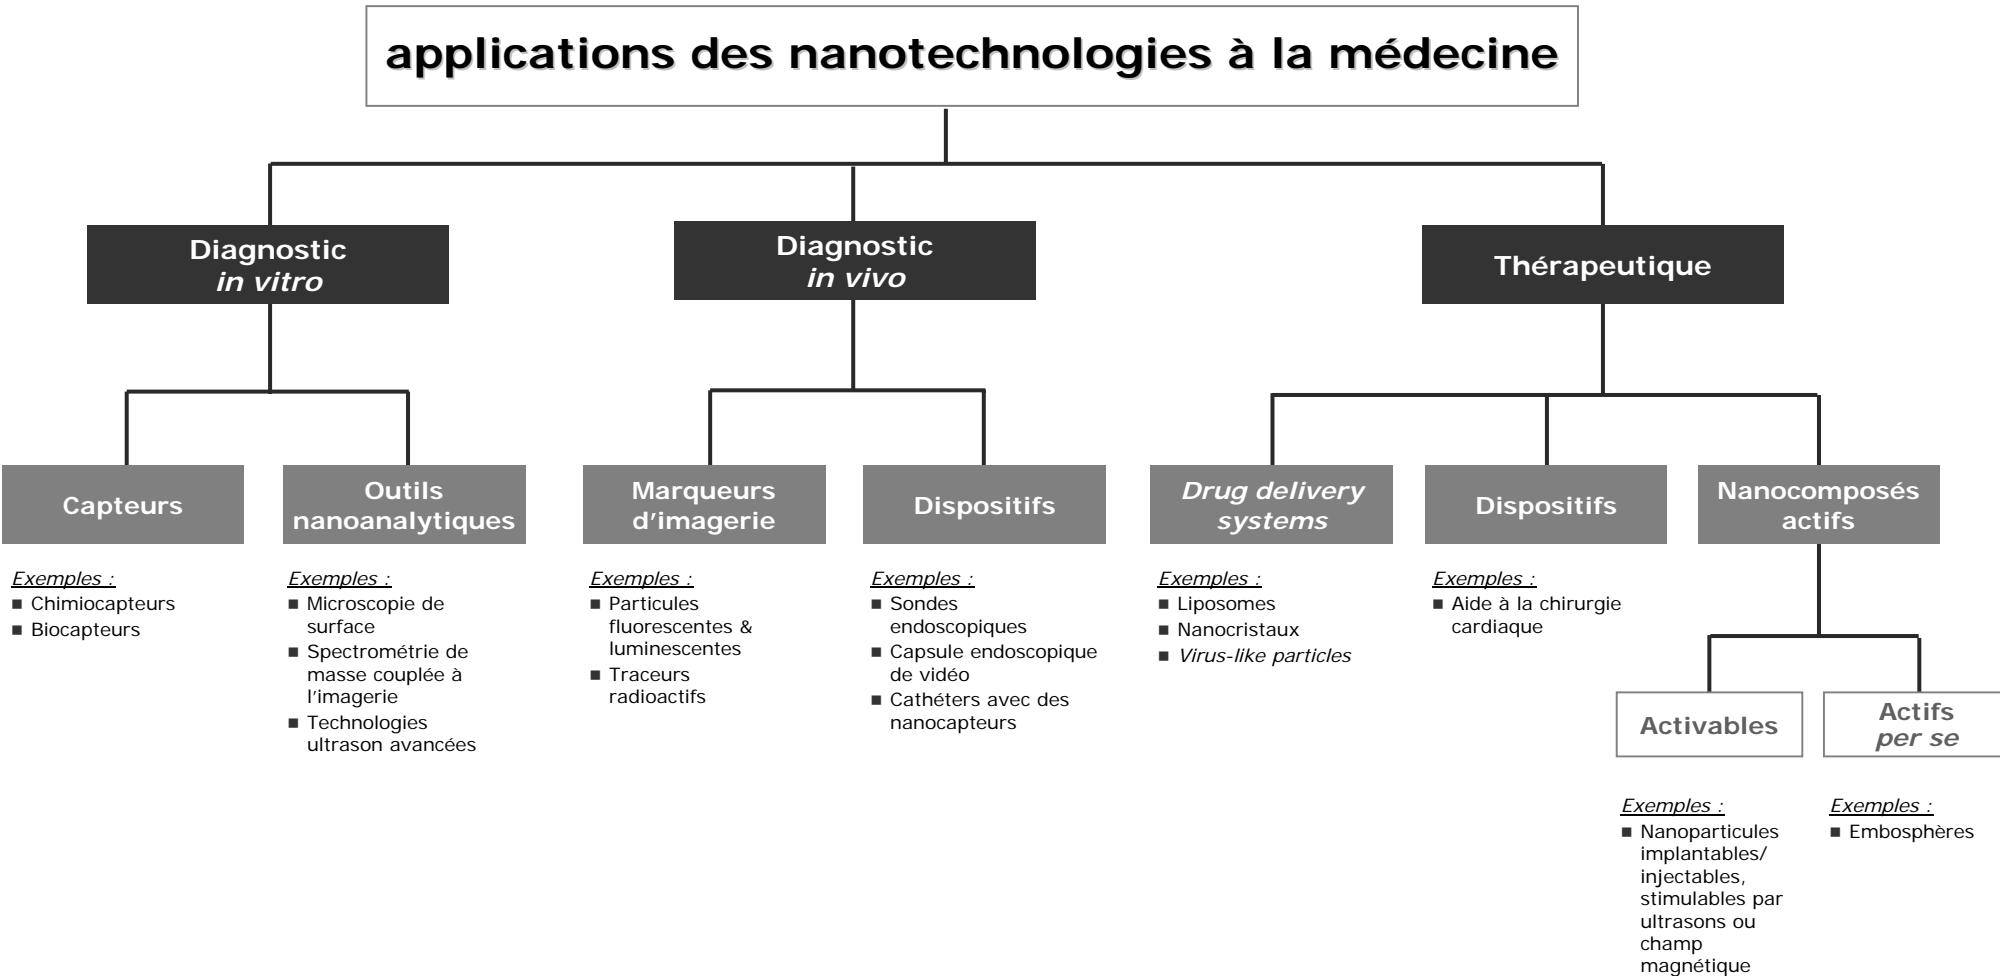 applications des nanotechnologies à la médecine
Diagnostic
in vitro
Diagnostic
in vivo
Thérapeutique
Capteurs
Outils
nanoanalytiques
Marqueurs
d'imagerie
Dispositifs
Drug delivery
systems
Dispositifs
Nanocomposés
actifs
Exemples :
■ Chimiocapteurs
■ Biocapteurs
Exemples :
■ Microscopie de
surface
■ Spectrométrie de
masse couplée à
l'imagerie
■ Technologies
ultrason avancées
Exemples :
■ Particules
fluorescentes &
luminescentes
■ Traceurs
radioactifs
Exemples :
■ Sondes
endoscopiques
■ Capsule endoscopique
de vidéo
■ Cathéters avec des
nanocapteurs
Exemples :
■ Liposomes
■ Nanocristaux
■ Virus-like particles
Exemples :
■ Aide à la chirurgie
cardiaque
Activables
Actifs
per se
Exemples :
■ Nanoparticules
implantables/
injectables,
stimulables par
ultrasons ou
champ
magnétique
Exemples :
■ Embosphères